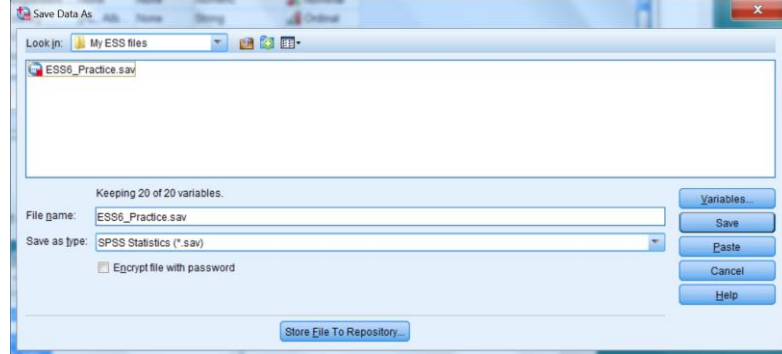 Save Data As
Look in: My ESS files
ESS6_Practice.sav
Keeping 20 of 20 variables.
File name: ESS6_Practice.sav
Save as type: SPSS Statistics (*.sav)
Encrypt file with password
Variables...
Save
Paste
Cancel
Help
Store File To Repository...